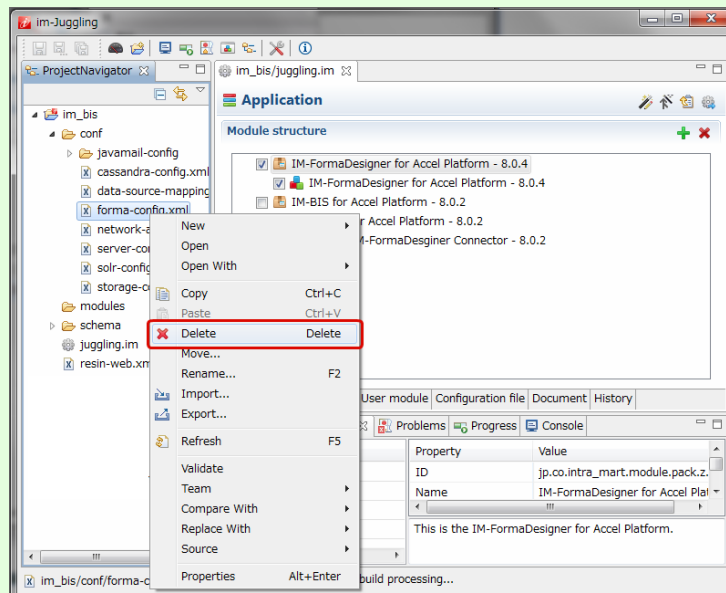 im-Juggling
ProjectNavigator
im_bis/juggling.im
im_bis
conf
javamail-config
cassandra-config.xml
data-source-mapping
forma-config.xml
network-a
server-co
solr-config
storage-co
modules
schema
juggling.im
resin-web.xm
Application
Module structure
IM-FormaDesigner for Accel Platform - 8.0.4
IM-FormaDesigner for Accel Platform - 8.0.4
IM-BIS for Accel Platform - 8.0.2
r Accel Platform - 8.0.2
M-FormaDesginer Connector - 8.0.2
New
Open
Open With
Copy Ctrl+C
Paste Ctrl+V
Delete Delete
Move...
Rename... F2
Import...
Export...
Refresh F5
Validate
Team
Compare With
Replace With
Source
Properties Alt+Enter
User module Configuration file Document History
Problems Progress Console
Property Value
ID jp.co.intra_mart.module.pack.z.
Name IM-FormaDesigner for Accel Plat
This is the IM-FormaDesigner for Accel Platform.
im_bis/conf/forma-c
build processing...